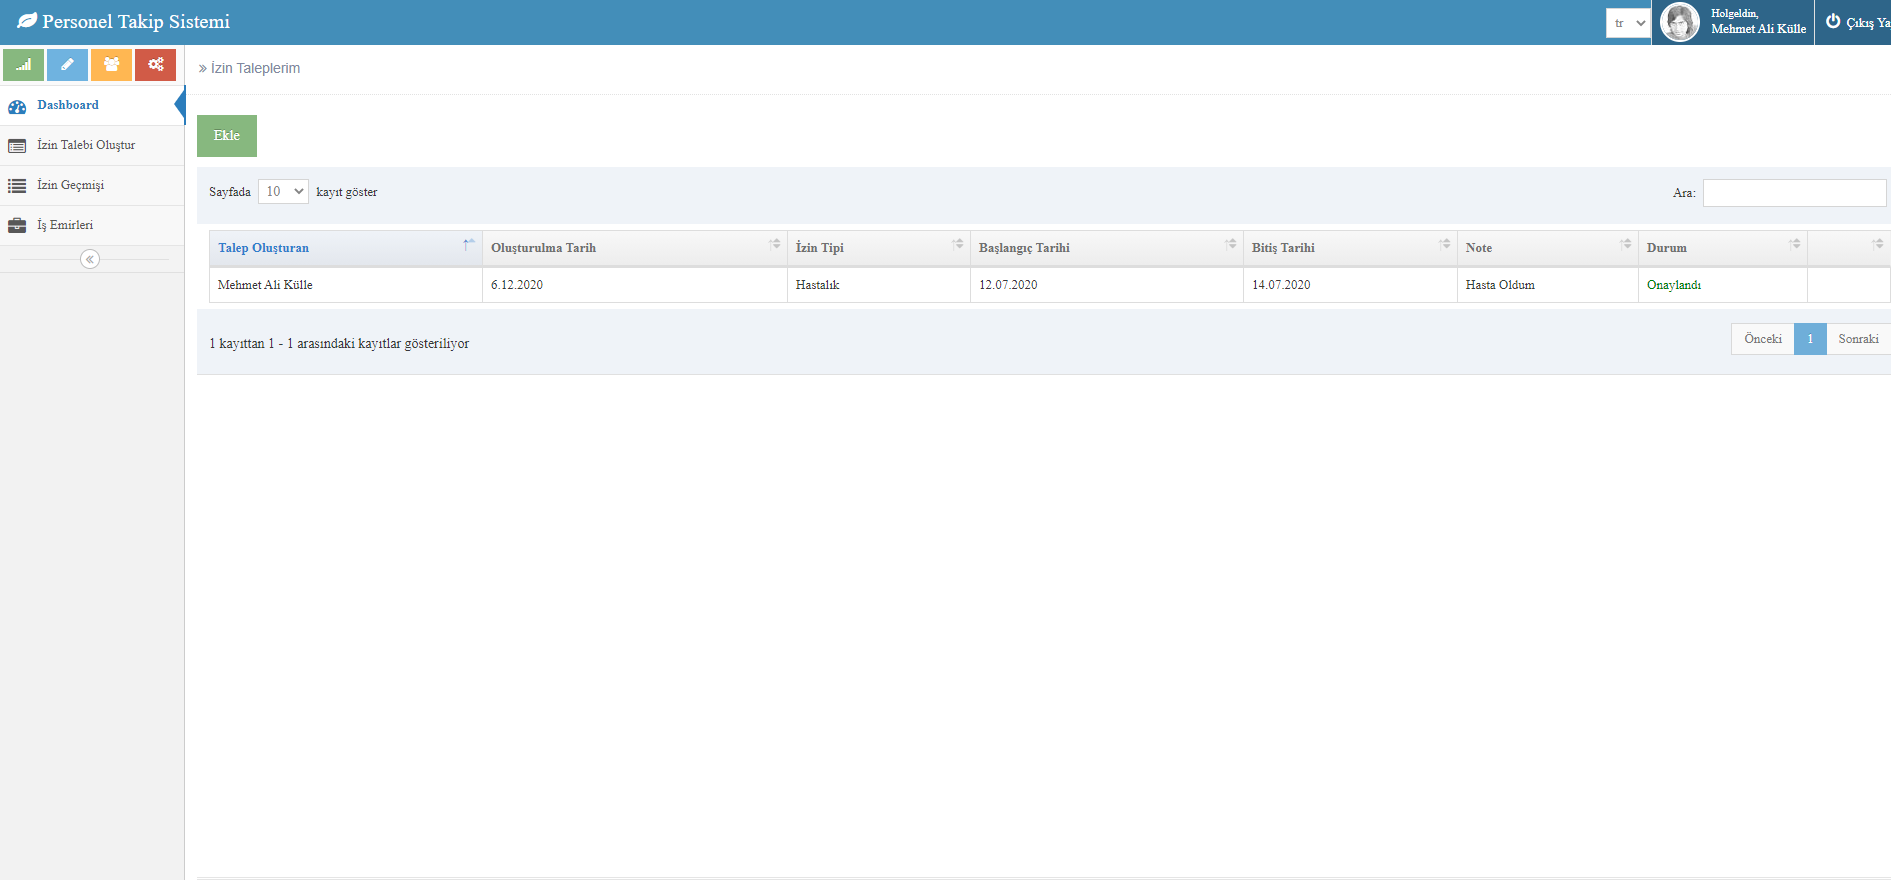 Personel Takip Sistemi
tr
Holgeldin,
Mehmet Ali Külle
Çıkış Ya
İzin Taleplerim
Dashboard
İzin Talebi Oluştur
İzin Geçmişi
İş Emirleri
Ekle
Sayfada 10 kayıt göster
Ara:
Talep Oluşturan Oluşturulma Tarih İzin Tipi Başlangıç Tarihi Bitiş Tarihi Note Durum
Mehmet Ali Külle 6.12.2020 Hastalık 12.07.2020 14.07.2020 Hasta Oldum Onaylandı
1 kayıttan 1 - 1 arasındaki kayıtlar gösteriliyor
Önceki 1 Sonraki